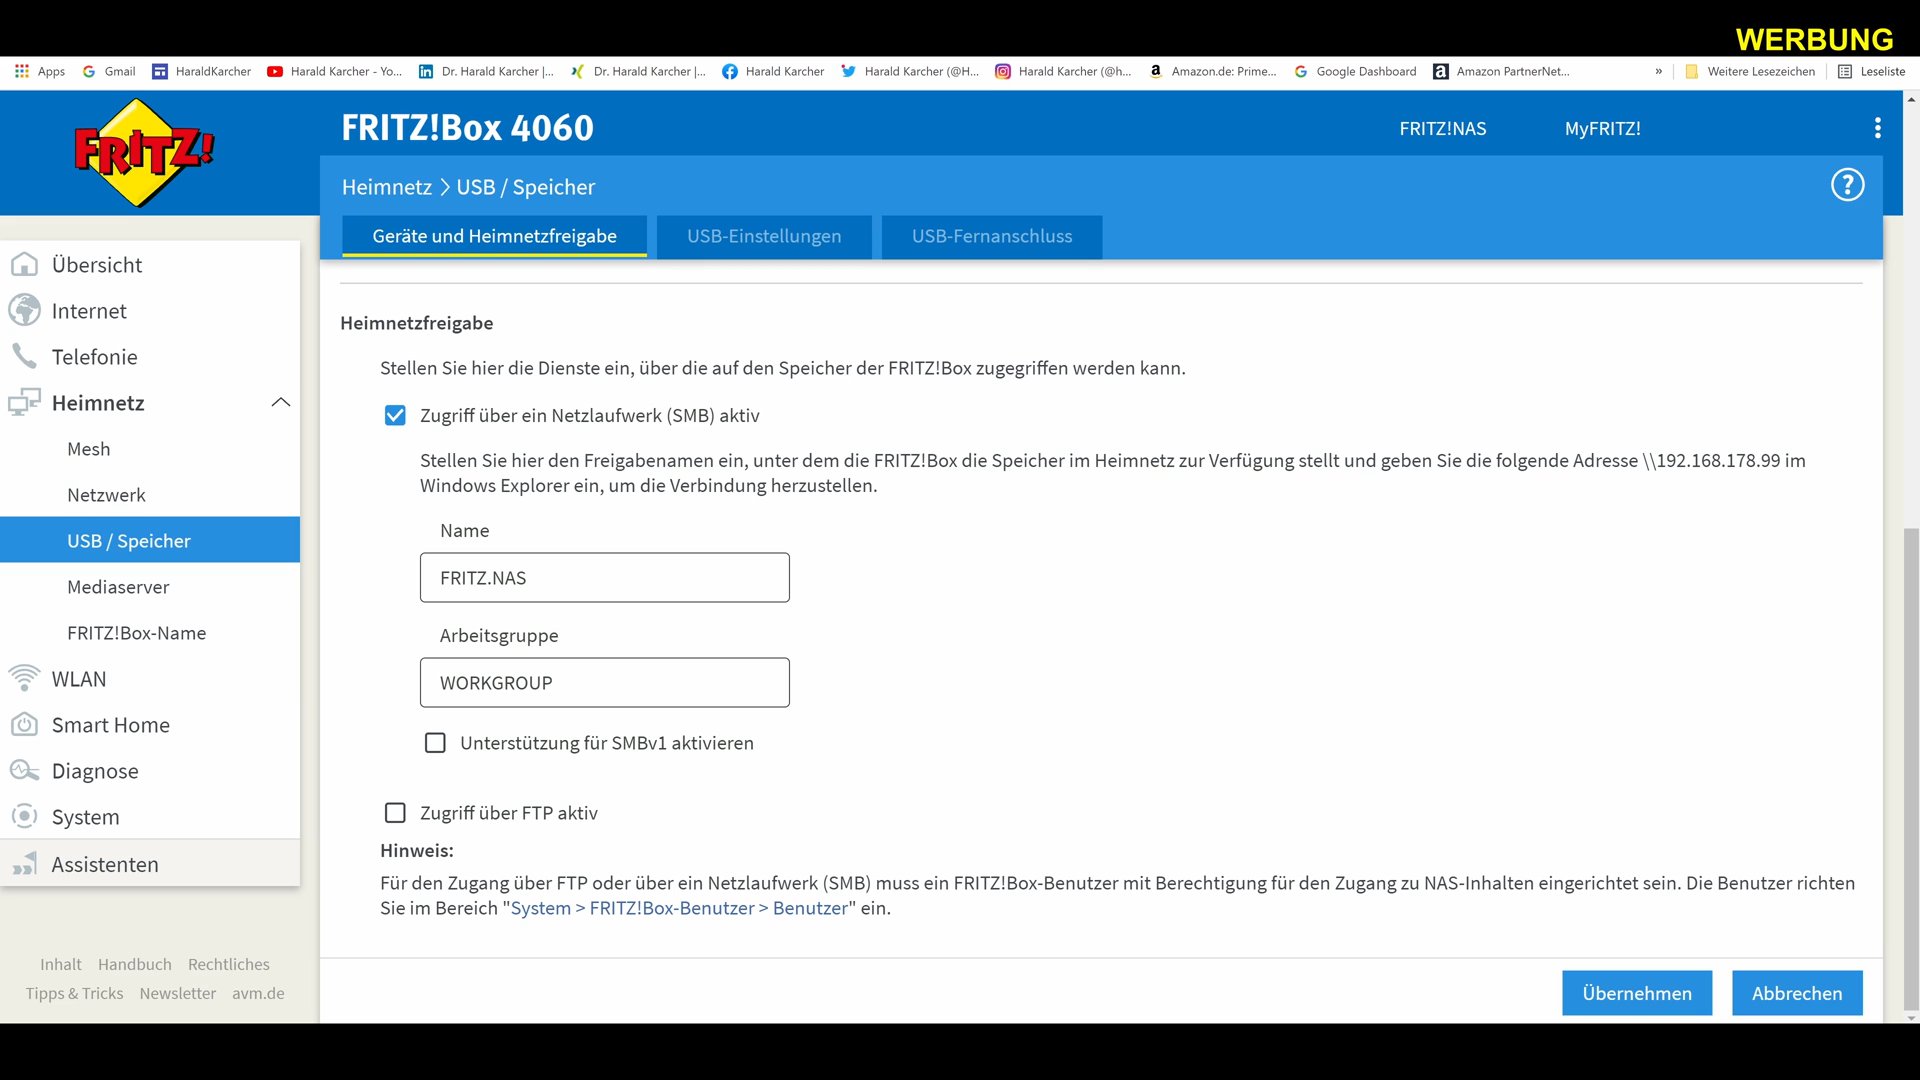 WERBUNG
Apps Gmail HaraldKarcher Harald Karcher - Yo... Dr. Harald Karcher |... Dr. Harald Karcher |... Harald Karcher Harald Karcher (@H... Harald Karcher (@h... Amazon.de: Prime... Google Dashboard Amazon PartnerNet... » Weitere Lesezeichen Leseliste
FRITZ!
FRITZ!Box 4060
FRITZ!NAS
MyFRITZ!
Heimnetz > USB / Speicher
?
Geräte und Heimnetzfreigabe
USB-Einstellungen
USB-Fernanschluss
Übersicht
Internet
Telefonie
Heimnetz
Mesh
Netzwerk
USB / Speicher
Mediaserver
FRITZ!Box-Name
WLAN
Smart Home
Diagnose
System
Assistenten
Inhalt Handbuch Rechtliches
Tipps & Tricks Newsletter avm.de
Heimnetzfreigabe
Stellen Sie hier die Dienste ein, über die auf den Speicher der FRITZ!Box zugegriffen werden kann.
Zugriff über ein Netzlaufwerk (SMB) aktiv
Stellen Sie hier den Freigabenamen ein, unter dem die FRITZ!Box die Speicher im Heimnetz zur Verfügung stellt und geben Sie die folgende Adresse \\192.168.178.99 im
Windows Explorer ein, um die Verbindung herzustellen.
Name
FRITZ.NAS
Arbeitsgruppe
WORKGROUP
Unterstützung für SMBv1 aktivieren
Zugriff über FTP aktiv
Hinweis:
Für den Zugang über FTP oder über ein Netzlaufwerk (SMB) muss ein FRITZ!Box-Benutzer mit Berechtigung für den Zugang zu NAS-Inhalten eingerichtet sein. Die Benutzer richten
Sie im Bereich "System > FRITZ!Box-Benutzer > Benutzer" ein.
Übernehmen
Abbrechen